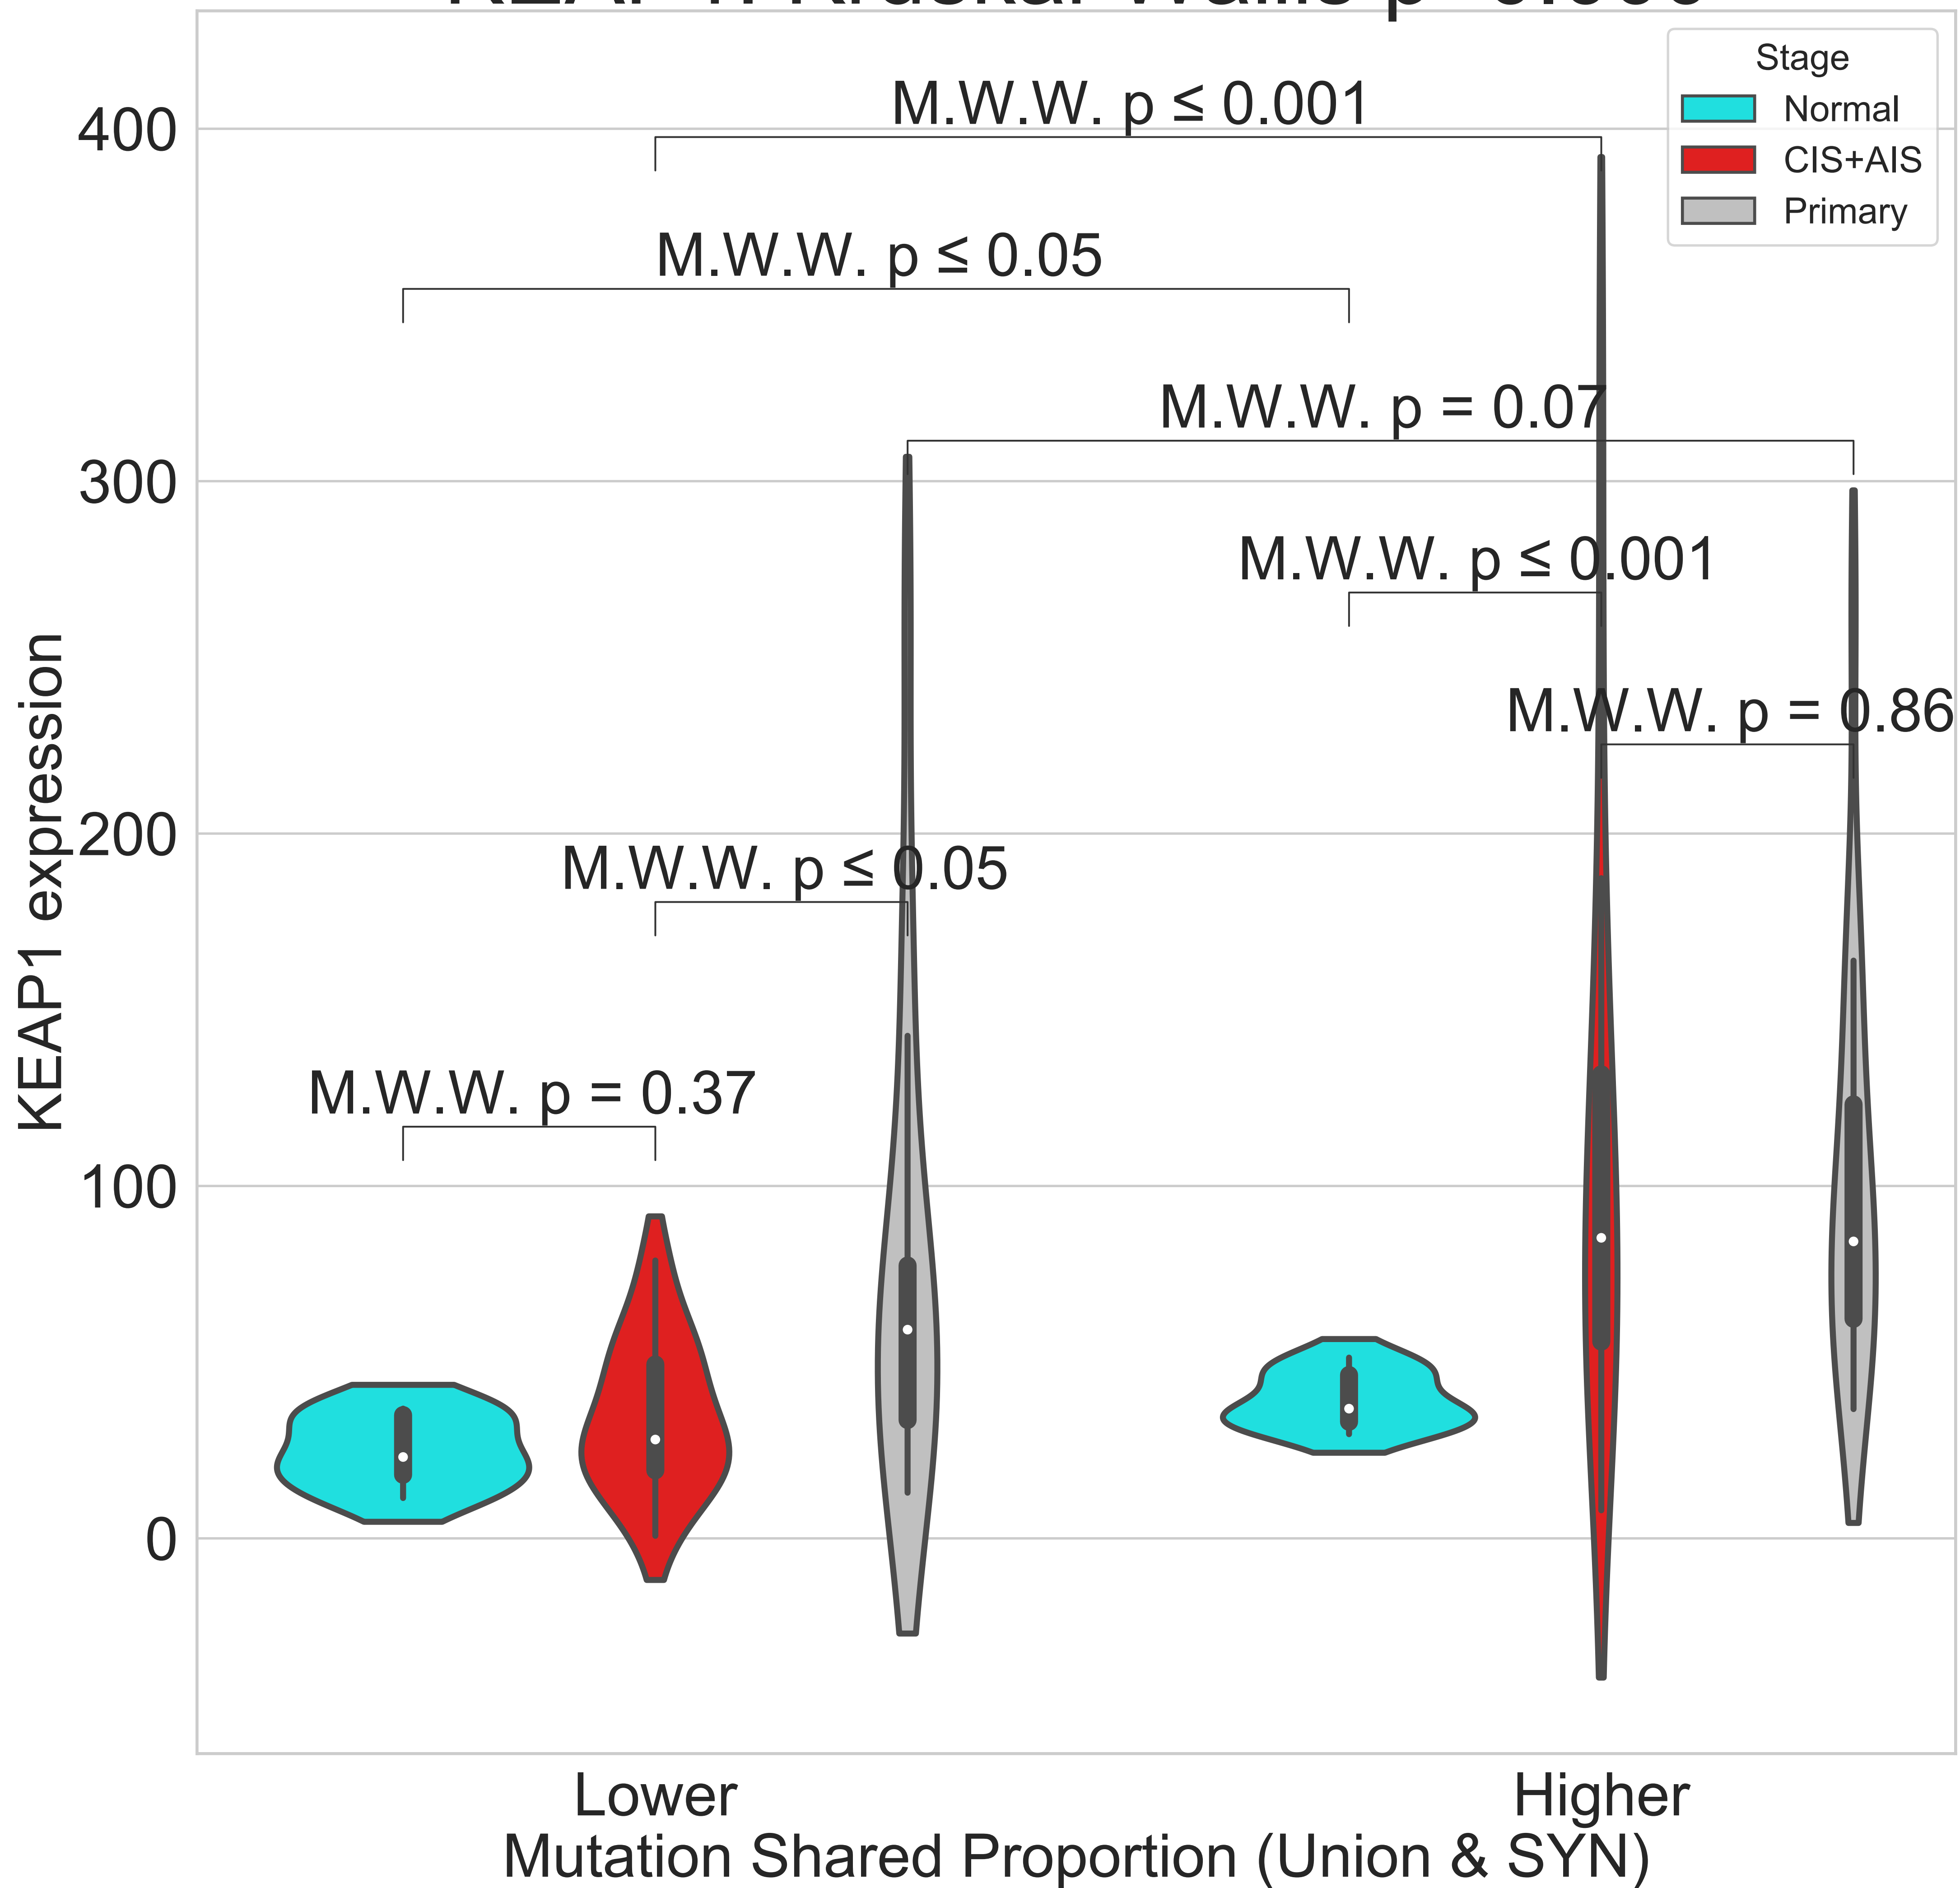 Stage
Normal
CIS+AIS
Primary
M.W.W. p ≤ 0.001
M.W.W. p ≤ 0.05
M.W.W. p = 0.07
M.W.W. p ≤ 0.001
M.W.W. p = 0.86
M.W.W. p ≤ 0.05
M.W.W. p = 0.37
400
300
200
100
0
KEAP1 expression
Lower
Higher
Mutation Shared Proportion (Union & SYN)